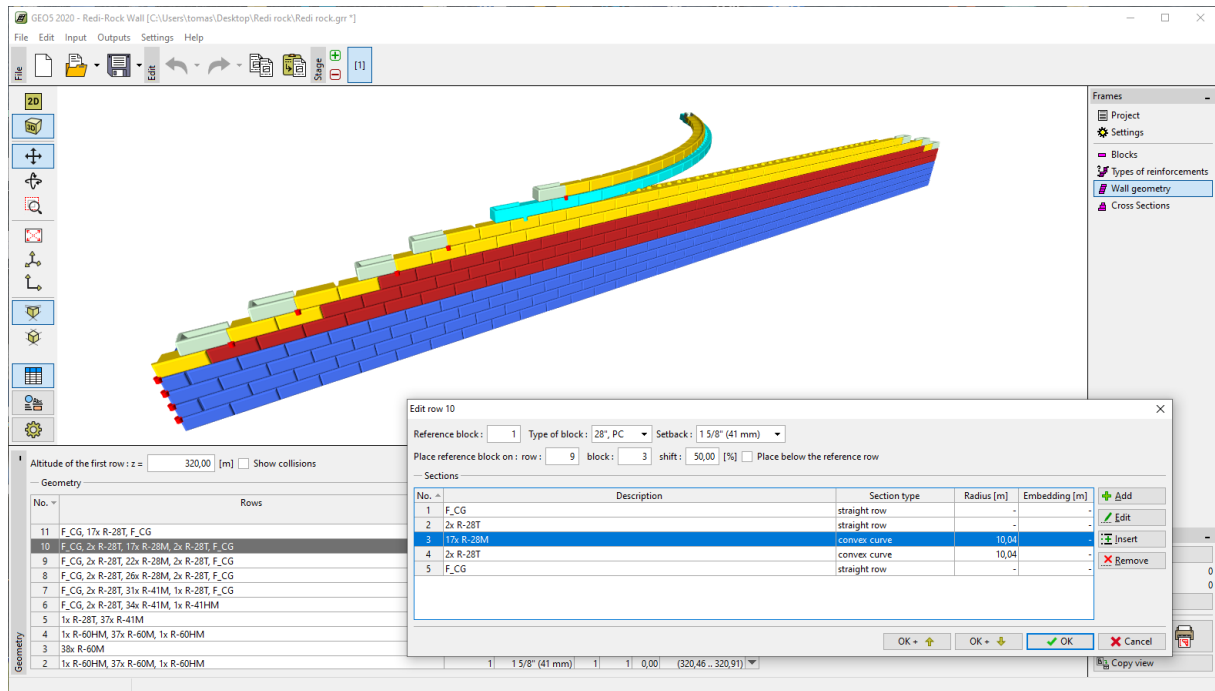 GEO5 2020 - Redi-Rock Wall [C:\Users\tomas\Desktop\Redi rock\Redi rock.grr *]
File Edit Input Outputs Settings Help
File
Edit
Stage
[1]
2D
3D
Frames
Project
Settings
Blocks
Types of reinforcements
Wall geometry
Cross Sections
Altitude of the first row : z = 320,00 [m] Show collisions
Geometry
No. Rows
11 F_CG, 17x R-28T, F_CG
10 F_CG, 2x R-28T, 17x R-28M, 2x R-28T, F_CG
9 F_CG, 2x R-28T, 22x R-28M, 2x R-28T, F_CG
8 F_CG, 2x R-28T, 26x R-28M, 2x R-28T, F_CG
7 F_CG, 2x R-28T, 31x R-41M, 1x R-28T, F_CG
6 F_CG, 2x R-28T, 34x R-41M, 1x R-41HM
5 1x R-28T, 37x R-41M
4 1x R-60HM, 37x R-60M, 1x R-60HM
3 38x R-60M
2 1x R-60HM, 37x R-60M, 1x R-60HM 1 1 5/8" (41 mm) 1 1 0,00 (320,46 .. 320,91)
Geometry
Edit row 10
Reference block : 1 Type of block : 28", PC Setback : 1 5/8" (41 mm)
Place reference block on : row : 9 block : 3 shift : 50,00 [%] Place below the reference row
Sections
No. Description Section type Radius [m] Embedding [m]
1 F_CG straight row - -
2 2x R-28T straight row - -
3 17x R-28M convex curve 10,04 -
4 2x R-28T convex curve 10,04 -
5 F_CG straight row - -
Add
Edit
Insert
Remove
OK + OK + OK Cancel
0
0
Copy view